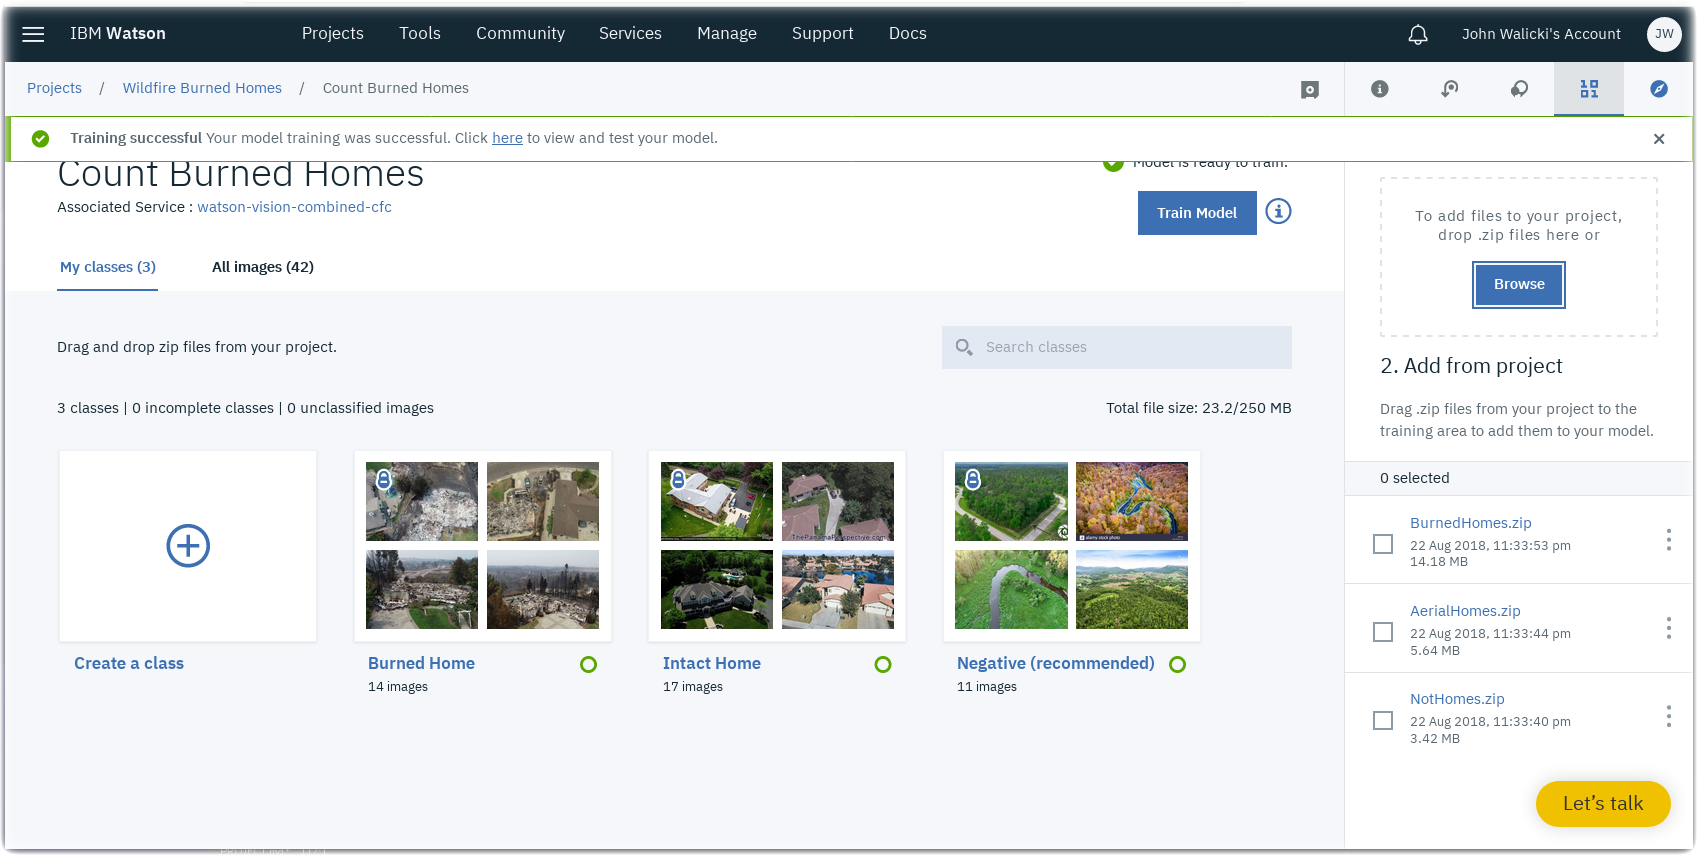 IBM Watson
Projects Tools Community Services Manage Support Docs
John Walicki's Account
JW
Projects / Wildfire Burned Homes / Count Burned Homes
Training successful Your model training was successful. Click here to view and test your model.
Count Burned Homes
Model is ready to train.
Associated Service : watson-vision-combined-cfc
Train Model
My classes (3)
All images (42)
Drag and drop zip files from your project.
Search classes
3 classes | 0 incomplete classes | 0 unclassified images
Total file size: 23.2/250 MB
ThePanamaPerspective.com
a alamy stock photo
Create a class
Burned Home
14 images
Intact Home
17 images
Negative (recommended)
11 images
To add files to your project,
drop .zip files here or
Browse
2. Add from project
Drag .zip files from your project to the
training area to add them to your model.
0 selected
BurnedHomes.zip
22 Aug 2018, 11:33:53 pm
14.18 MB
AerialHomes.zip
22 Aug 2018, 11:33:44 pm
5.64 MB
NotHomes.zip
22 Aug 2018, 11:33:40 pm
3.42 MB
Let's talk